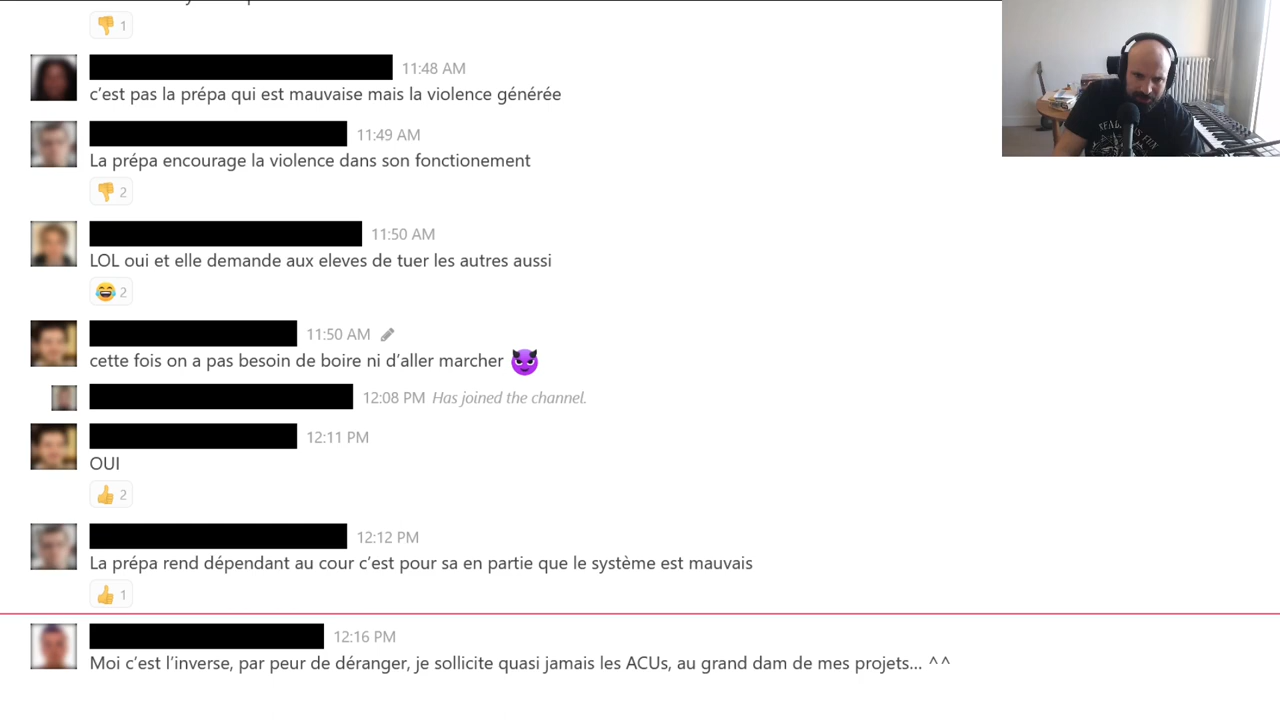 1
11:48 AM
c’est pas la prépa qui est mauvaise mais la violence générée
11:49 AM
La prépa encourage la violence dans son fonctionement
2
11:50 AM
LOL oui et elle demande aux eleves de tuer les autres aussi
2
11:50 AM
cette fois on a pas besoin de boire ni d’aller marcher
12:08 PM Has joined the channel.
12:11 PM
OUI
2
12:12 PM
La prépa rend dépendant au cour c’est pour sa en partie que le système est mauvais
1
12:16 PM
Moi c’est l’inverse, par peur de déranger, je sollicite quasi jamais les ACUs, au grand dam de mes projets... ^^